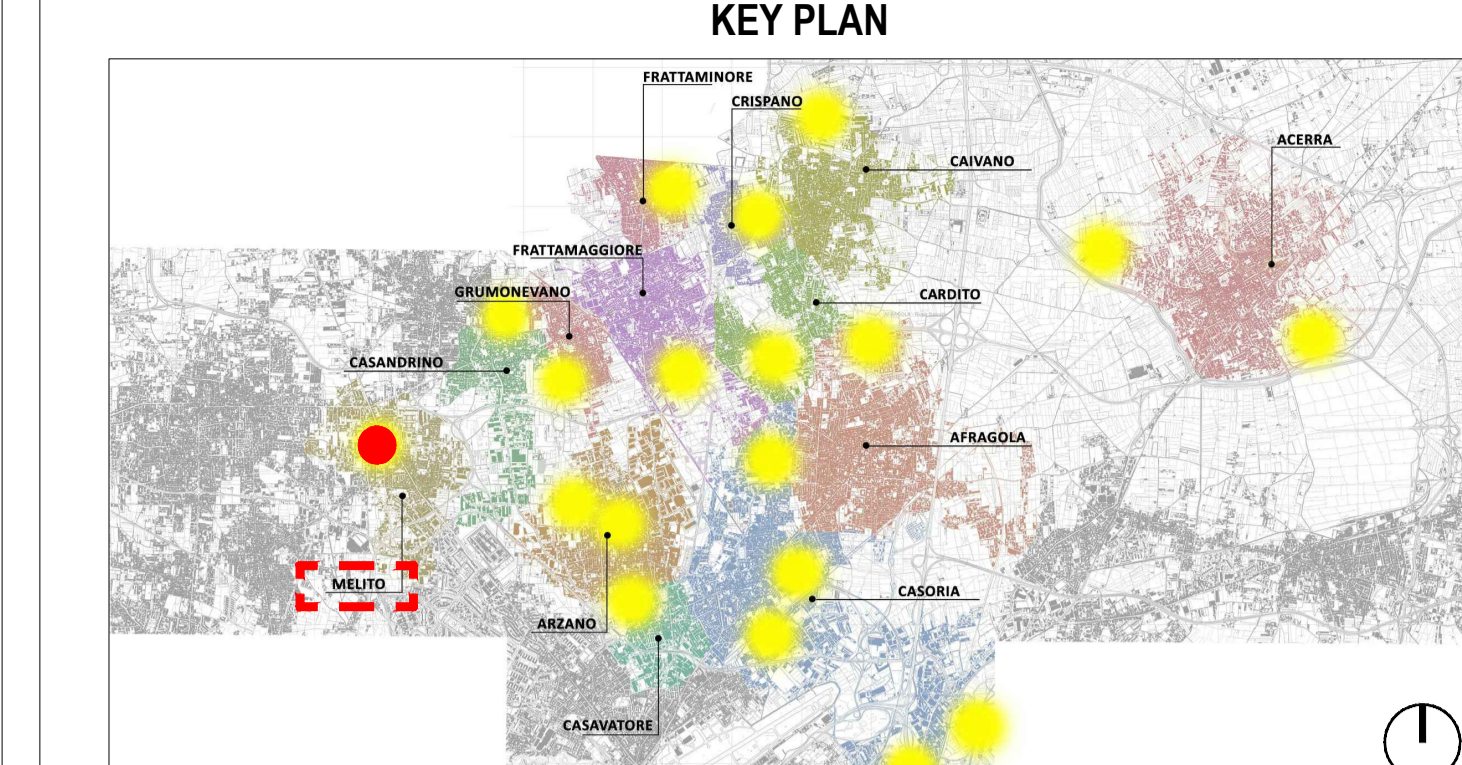 KEY PLAN
FRATTAMINORE
CRISPANO
ACERRA
CAIVANO
FRATTAMAGGIORE
GRUMONEVANO
CARDITO
CASANDRINO
AFRAGOLA
MELITO
CASORIA
ARZANO
CASAVATORE